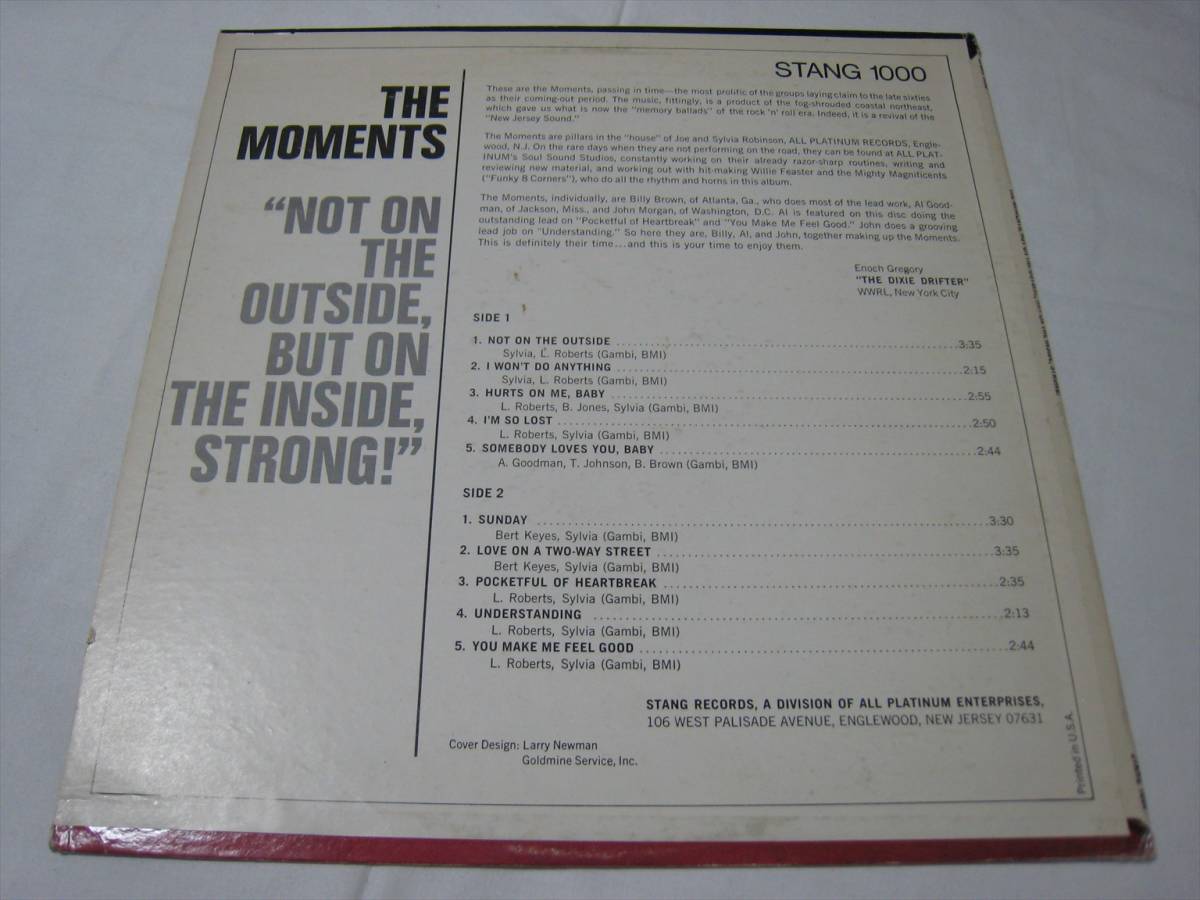 STANG 1000
THE
MOMENTS
"NOT ON
THE
OUTSIDE,
BUT ON
THE INSIDE,
STRONG!"
These are the Moments, passing in time—the most prolific of the groups laying claim to the late sixties
as their coming-out period. The music, fittingly, is a product of the fog-shrouded coastal northeast,
which gave us what is now the "memory ballads" of the rock 'n' roll era. Indeed, it is a revival of the
"New Jersey Sound."
The Moments are pillars in the "house" of Joe and Sylvia Robinson, ALL PLATINUM RECORDS, Engle-
wood, N.J. On the rare days when they are not performing on the road, they can be found at ALL PLAT-
INUM's Soul Sound Studios, constantly working on their already razor-sharp routines, writing and
reviewing new material, and working out with hit-making Willie Feaster and the Mighty Magnificents
("Funky 8 Corners"), who do all the rhythm and horns in this album.
The Moments, individually, are Billy Brown, of Atlanta, Ga., who does most of the lead work, Al Good-
man, of Jackson, Miss., and John Morgan, of Washington, D.C. Al is featured on this disc doing the
outstanding lead on "Pocketful of Heartbreak" and "You Make Me Feel Good." John does a grooving
lead job on "Understanding." So here they are, Billy, Al, and John, together making up the Moments.
This is definitely their time...and this is your time to enjoy them.
Enoch Gregory
"THE DIXIE DRIFTER"
WWRL, New York City
SIDE 1
1. NOT ON THE OUTSIDE 3:35
Sylvia, L. Roberts (Gambi, BMI)
2. I WON'T DO ANYTHING 2:15
Sylvia, L. Roberts (Gambi, BMI)
3. HURTS ON ME, BABY 2:55
L. Roberts, B. Jones, Sylvia (Gambi, BMI)
4. I'M SO LOST 2:50
L. Roberts, Sylvia (Gambi, BMI)
5. SOMEBODY LOVES YOU, BABY 2:44
A. Goodman, T. Johnson, B. Brown (Gambi, BMI)
SIDE 2
1. SUNDAY 3:30
Bert Keyes, Sylvia (Gambi, BMI)
2. LOVE ON A TWO-WAY STREET 3:35
Bert Keyes, Sylvia (Gambi, BMI)
3. POCKETFUL OF HEARTBREAK 2:35
L. Roberts, Sylvia (Gambi, BMI)
4. UNDERSTANDING 2:13
L. Roberts, Sylvia (Gambi, BMI)
5. YOU MAKE ME FEEL GOOD 2:44
L. Roberts, Sylvia (Gambi, BMI)
STANG RECORDS, A DIVISION OF ALL PLATINUM ENTERPRISES,
106 WEST PALISADE AVENUE, ENGLEWOOD, NEW JERSEY 07631
Cover Design: Larry Newman
Goldmine Service, Inc.
Printed in U.S.A.